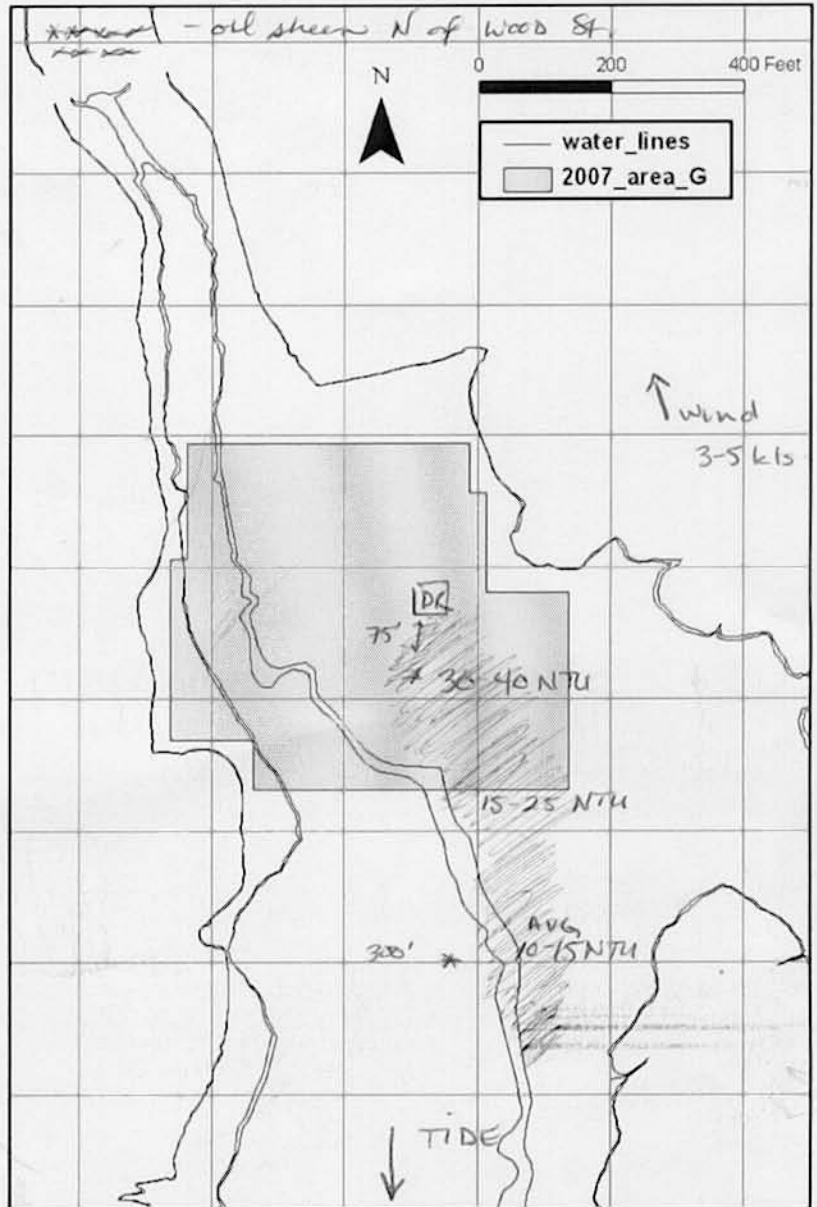 - oil sheen N of Wood St.
N
0 200 400 Feet
water_lines
2007_area_G
wind
3-5 kts
DR
75'
30-40 NTU
15-25 NTU
AVG
10-15 NTU
300'
TIDE